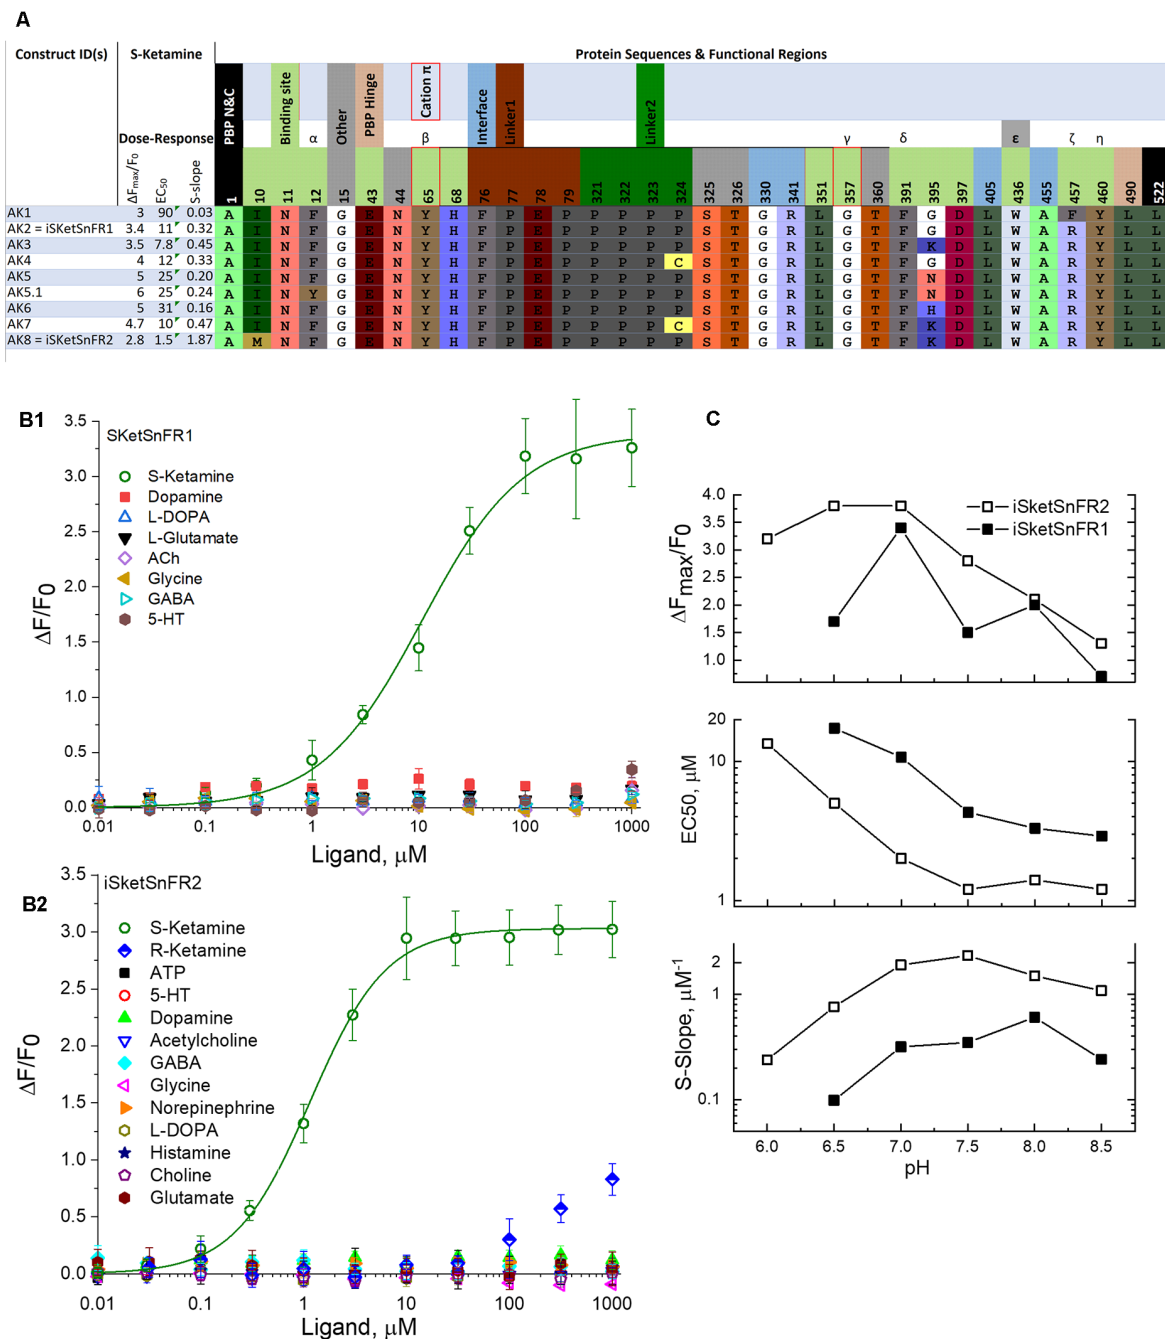 A
Construct ID(s) S-Ketamine Protein Sequences & Functional Regions
PBP N&C Binding site Other PBP Hinge Cation π Interface Linker1 Linker2
Dose-Response α β γ δ ε ζ η
ΔFmax/F0 EC50 S-slope 1 10 11 12 15 43 44 65 68 76 77 78 79 321 322 323 324 325 326 330 341 351 357 360 391 395 397 405 436 455 457 460 490 522
AK1 3 90 0.03 A I N F G E N Y H F P E P P P P P S T G R L G T F G D L W A F Y L L
AK2 = iSKetSnFR1 3.4 11 0.32 A I N F G E N Y H F P E P P P P P S T G R L G T F G D L W A R Y L L
AK3 3.5 7.8 0.45 A I N F G E N Y H F P E P P P P P S T G R L G T F K D L W A R Y L L
AK4 4 12 0.33 A I N F G E N Y H F P E P P P P C S T G R L G T F G D L W A R Y L L
AK5 5 25 0.20 A I N F G E N Y H F P E P P P P P S T G R L G T F N D L W A R Y L L
AK5.1 6 25 0.24 A I N Y G E N Y H F P E P P P P P S T G R L G T F N D L W A R Y L L
AK6 5 31 0.16 A I N F G E N Y H F P E P P P P P S T G R L G T F H D L W A R Y L L
AK7 4.7 10 0.47 A I N F G E N Y H F P E P P P P C S T G R L G T F K D L W A R Y L L
AK8 = iSKetSnFR2 2.8 1.5 1.87 A M N F G E N Y H F P E P P P P P S T G R L G T F K D L W A R Y L L
B1
SKetSnFR1
S-Ketamine
Dopamine
L-DOPA
L-Glutamate
ACh
Glycine
GABA
5-HT
3.5
3.0
2.5
2.0
1.5
1.0
0.5
0.0
ΔF/F0
0.01 0.1 1 10 100 1000
Ligand, μM
B2
iSketSnFR2
S-Ketamine
R-Ketamine
ATP
5-HT
Dopamine
Acetylcholine
GABA
Glycine
Norepinephrine
L-DOPA
Histamine
Choline
Glutamate
3.5
3.0
2.5
2.0
1.5
1.0
0.5
0.0
ΔF/F0
0.01 0.1 1 10 100 1000
Ligand, μM
C
iSketSnFR2
iSketSnFR1
4.0
3.5
3.0
2.5
2.0
1.5
1.0
ΔFmax/F0
20
10
1
EC50, μM
2
1
0.1
S-Slope, μM-1
6.0 6.5 7.0 7.5 8.0 8.5
pH